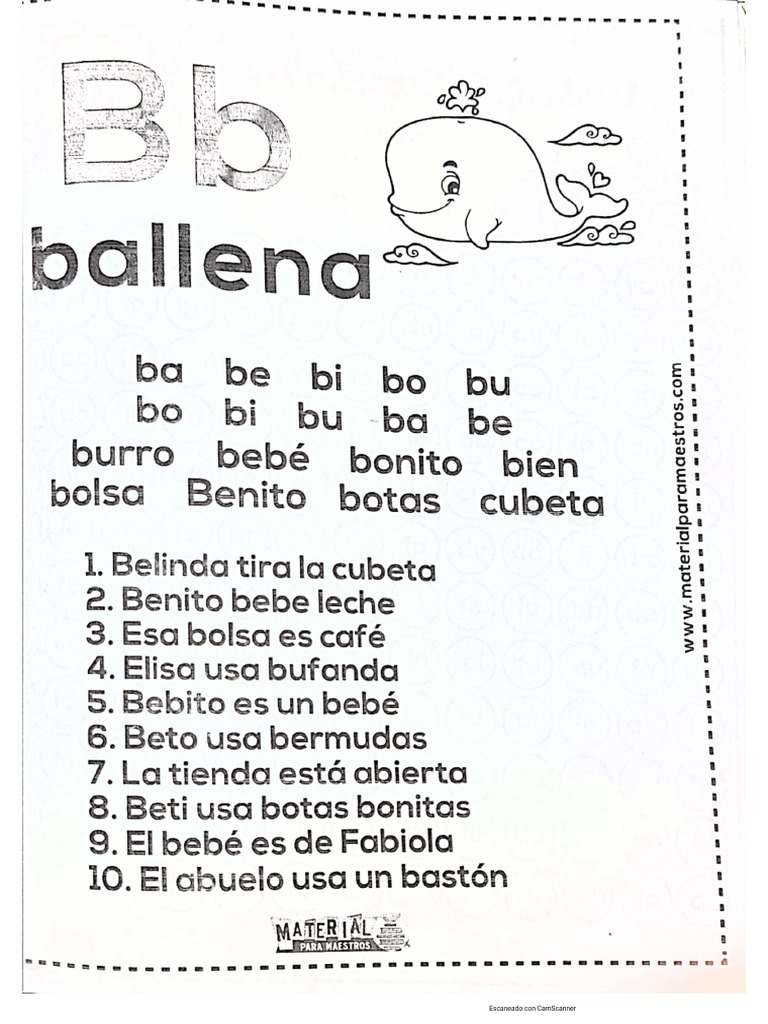 Bb
ballena
ba be bi bo bu
bo bi bu ba be
burro bebé bonito bien
bolsa Benito botas cubeta
1. Belinda tira la cubeta
2. Benito bebe leche
3. Esa bolsa es café
4. Elisa usa bufanda
5. Bebito es un bebé
6. Beto usa bermudas
7. La tienda está abierta
8. Beti usa botas bonitas
9. El bebé es de Fabiola
10. El abuelo usa un bastón
www.materialparamaestros.com
MATERIAL
PARA MAESTROS
Escaneado con CamScanner